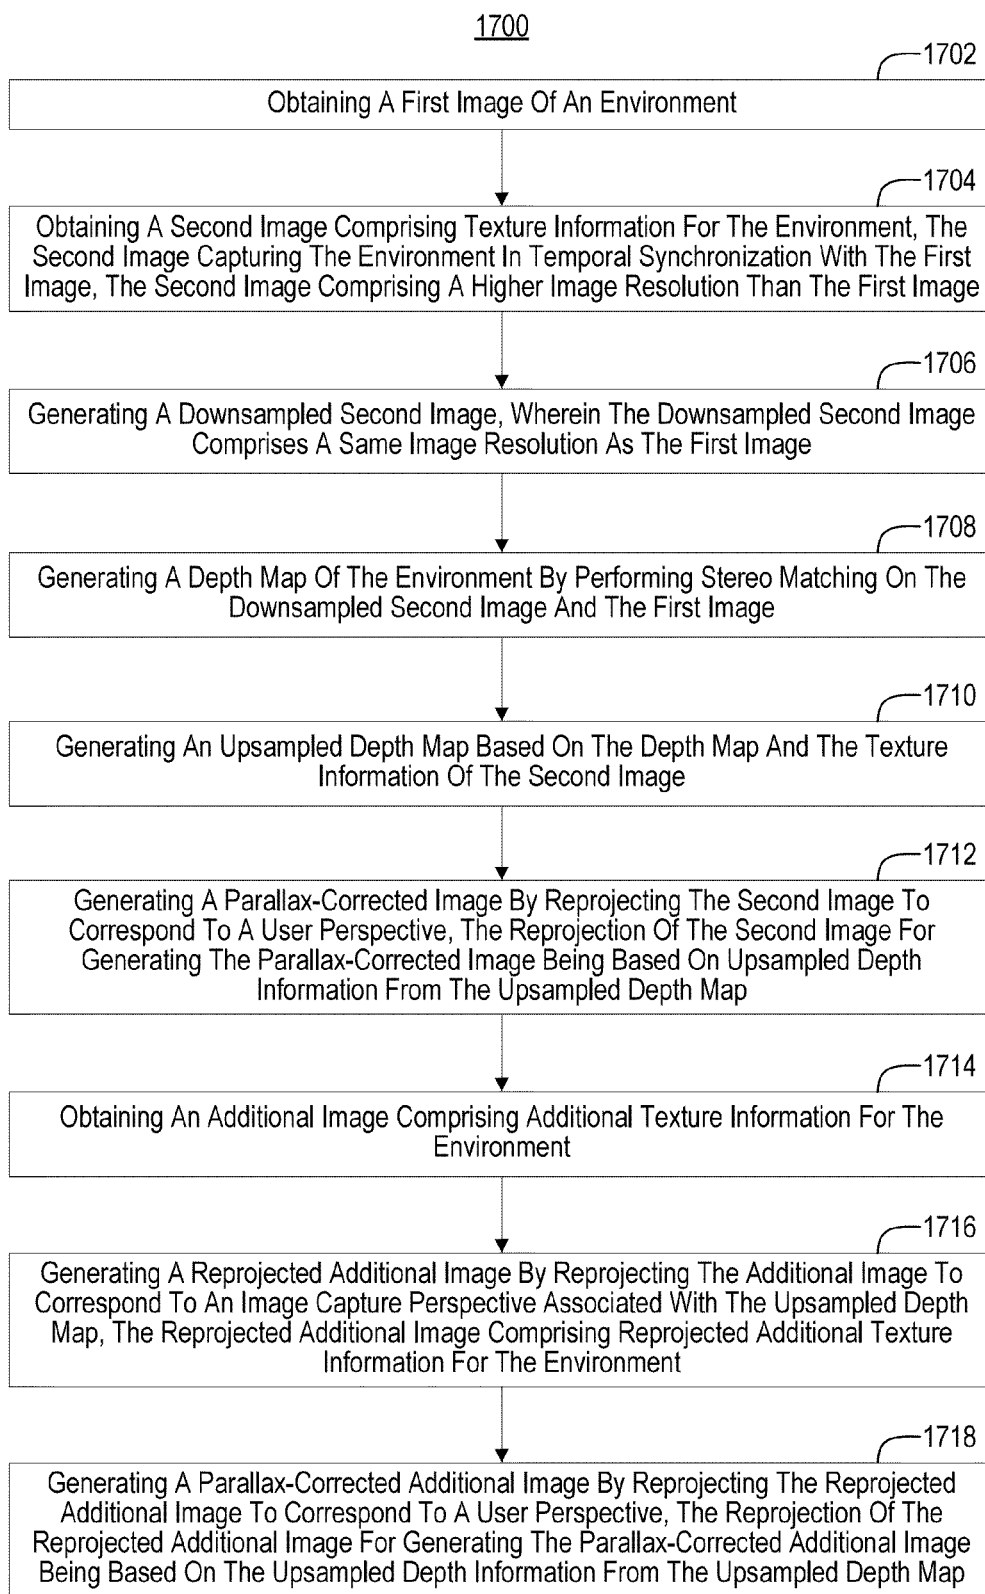 1700
1702
Obtaining A First Image Of An Environment
1704
Obtaining A Second Image Comprising Texture Information For The Environment, The
Second Image Capturing The Environment In Temporal Synchronization With The First
Image, The Second Image Comprising A Higher Image Resolution Than The First Image
1706
Generating A Downsampled Second Image, Wherein The Downsampled Second Image
Comprises A Same Image Resolution As The First Image
1708
Generating A Depth Map Of The Environment By Performing Stereo Matching On The
Downsampled Second Image And The First Image
1710
Generating An Upsampled Depth Map Based On The Depth Map And The Texture
Information Of The Second Image
1712
Generating A Parallax-Corrected Image By Reprojecting The Second Image To
Correspond To A User Perspective, The Reprojection Of The Second Image For
Generating The Parallax-Corrected Image Being Based On Upsampled Depth
Information From The Upsampled Depth Map
1714
Obtaining An Additional Image Comprising Additional Texture Information For The
Environment
1716
Generating A Reprojected Additional Image By Reprojecting The Additional Image To
Correspond To An Image Capture Perspective Associated With The Upsampled Depth
Map, The Reprojected Additional Image Comprising Reprojected Additional Texture
Information For The Environment
1718
Generating A Parallax-Corrected Additional Image By Reprojecting The Reprojected
Additional Image To Correspond To A User Perspective, The Reprojection Of The
Reprojected Additional Image For Generating The Parallax-Corrected Additional Image
Being Based On The Upsampled Depth Information From The Upsampled Depth Map